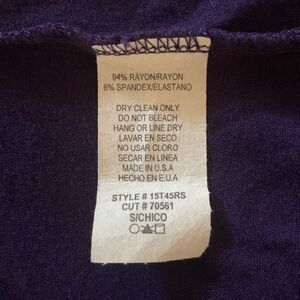 94% RAYON/RAYON
6% SPANDEX/ELASTANO
DRY CLEAN ONLY
DO NOT BLEACH
HANG OR LINE DRY
LAVAR EN SECO
NO USAR CLORO
SECAR EN LINEA
MADE IN U.S.A
HECHO EN E.U.A
STYLE # 15T45RS
CUT # 70561
S/CHICO